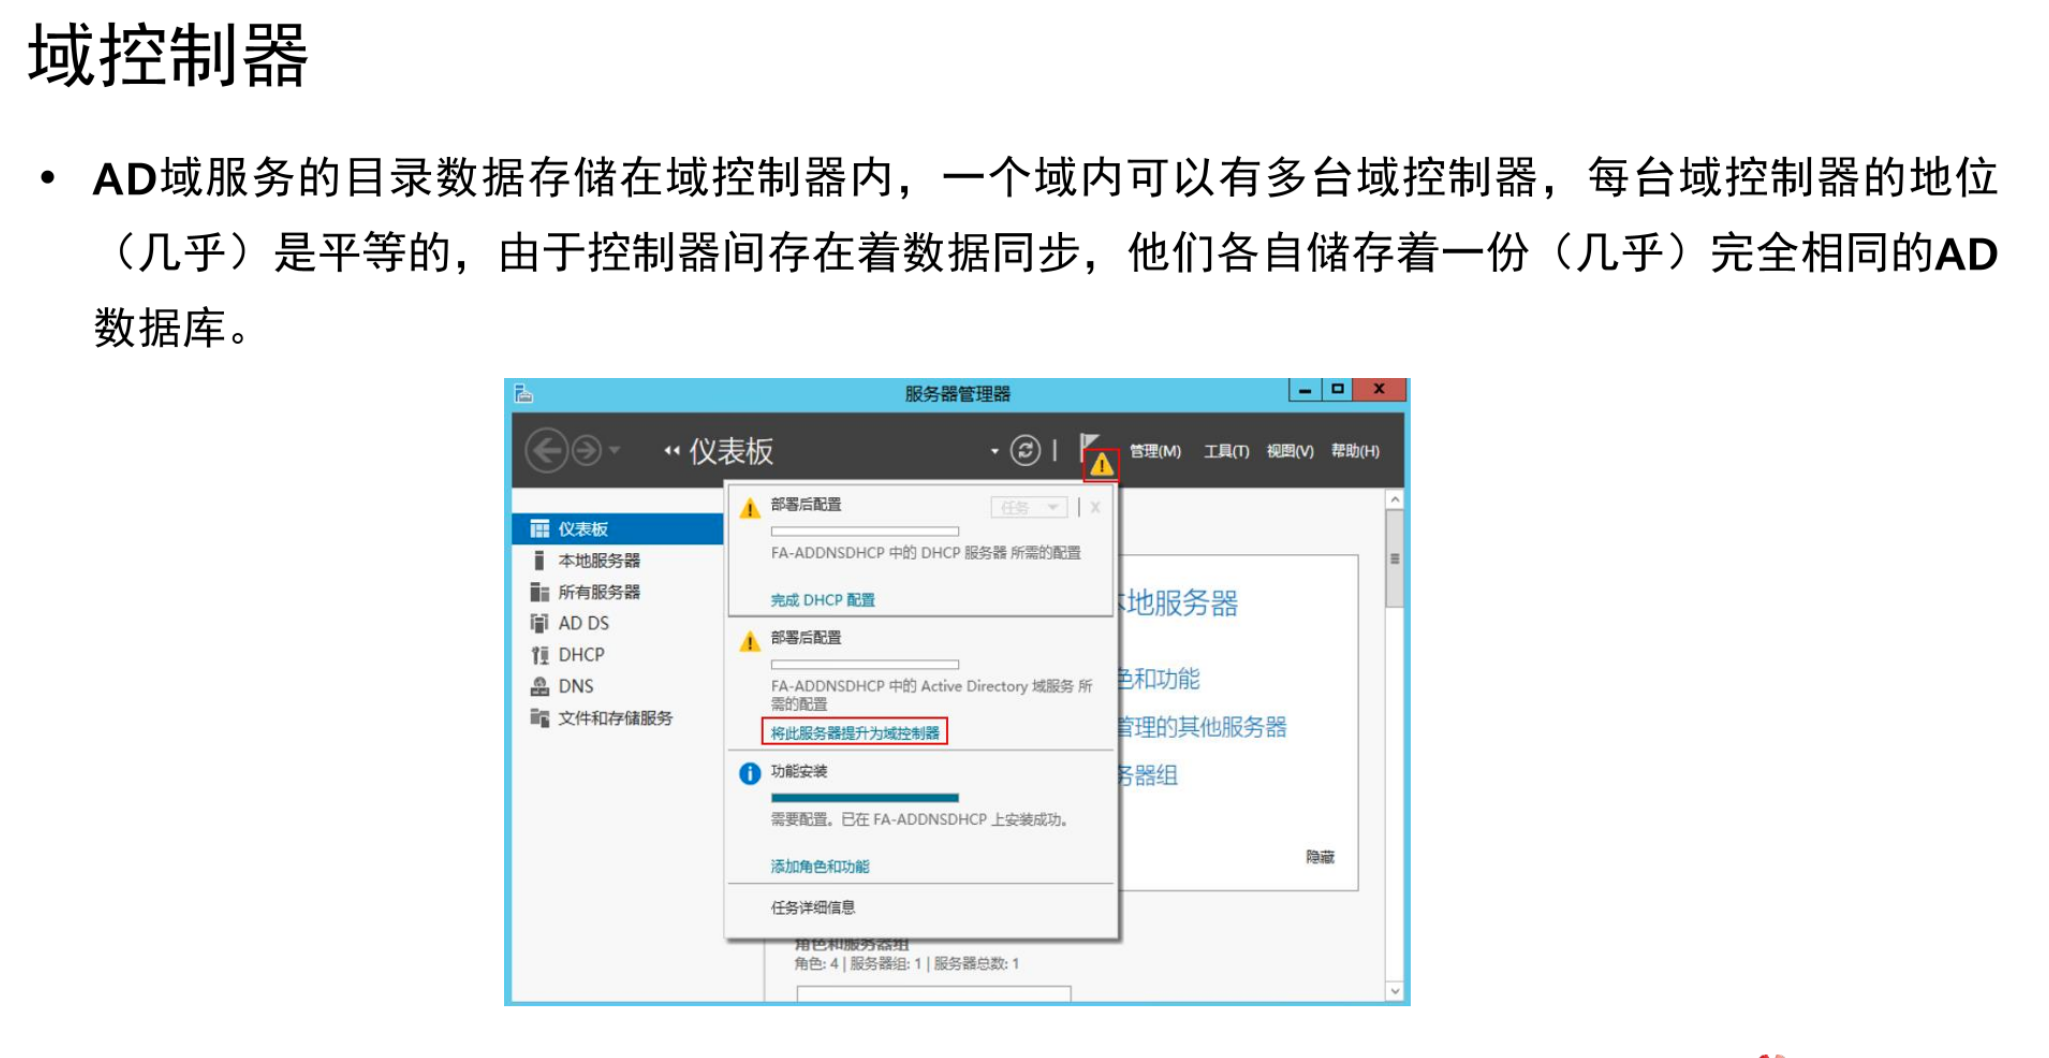 域控制器
• AD域服务的目录数据存储在域控制器内，一个域内可以有多台域控制器，每台域控制器的地位
（几乎）是平等的，由于控制器间存在着数据同步，他们各自储存着一份（几乎）完全相同的AD
数据库。
服务器管理器
仪表板
管理(M) 工具(T) 视图(V) 帮助(H)
仪表板
本地服务器
所有服务器
AD DS
DHCP
DNS
文件和存储服务
部署后配置
任务
X
FA-ADDNSDHCP 中的 DHCP 服务器 所需的配置
完成 DHCP 配置
部署后配置
FA-ADDNSDHCP 中的 Active Directory 域服务 所
需的配置
将此服务器提升为域控制器
功能安装
需要配置。已在 FA-ADDNSDHCP 上安装成功。
添加角色和功能
任务详细信息
地服务器
色和功能
管理的其他服务器
务器组
隐藏
角色和服务器组
角色: 4 | 服务器组: 1 | 服务器总数: 1